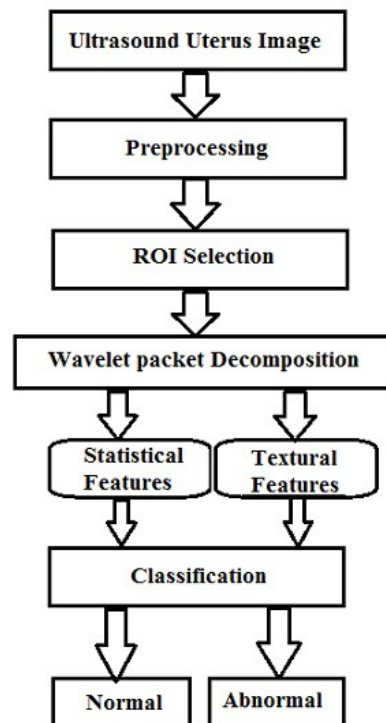 Ultrasound Uterus Image
Preprocessing
ROI Selection
Wavelet packet Decomposition
Statistical
Features
Textural
Features
Classification
Normal
Abnormal